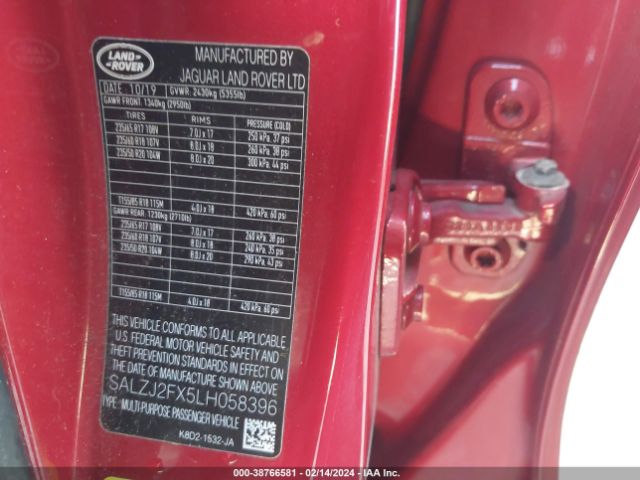 LAND
ROVER
MANUFACTURED BY
JAGUAR LAND ROVER LTD
DATE 10/19 GVWR: 2430kg (5355lb)
GAWR FRONT: 1340kg (2950lb)
TIRES RIMS PRESSURE (COLD)
235/65 R17 108V 7.0J x 17 250 kPa, 37 psi
235/60 R18 107V 8.0J x 18 260 kPa, 38 psi
235/50 R20 104W 8.0J x 20 300 kPa, 44 psi
T155/85 R18 115M 4.0J x 18 420 kPa, 60 psi
GAWR REAR: 1230kg (2710lb)
235/65 R17 108V 7.0J x 17 260 kPa, 38 psi
235/60 R18 107V 8.0J x 18 240 kPa, 35 psi
235/50 R20 104W 8.0J x 20 290 kPa, 43 psi
T155/85 R18 115M 4.0J x 18 420 kPa, 60 psi
THIS VEHICLE CONFORMS TO ALL APPLICABLE
U.S. FEDERAL MOTOR VEHICLE SAFETY AND
THEFT PREVENTION STANDARDS IN EFFECT ON
THE DATE OF MANUFACTURE SHOWN ABOVE.
SALZJ2FX5LH058396
TYPE: MULTI-PURPOSE PASSENGER VEHICLE
K8D2-1532-JA
000-38766581 - 02/14/2024 - IAA Inc.